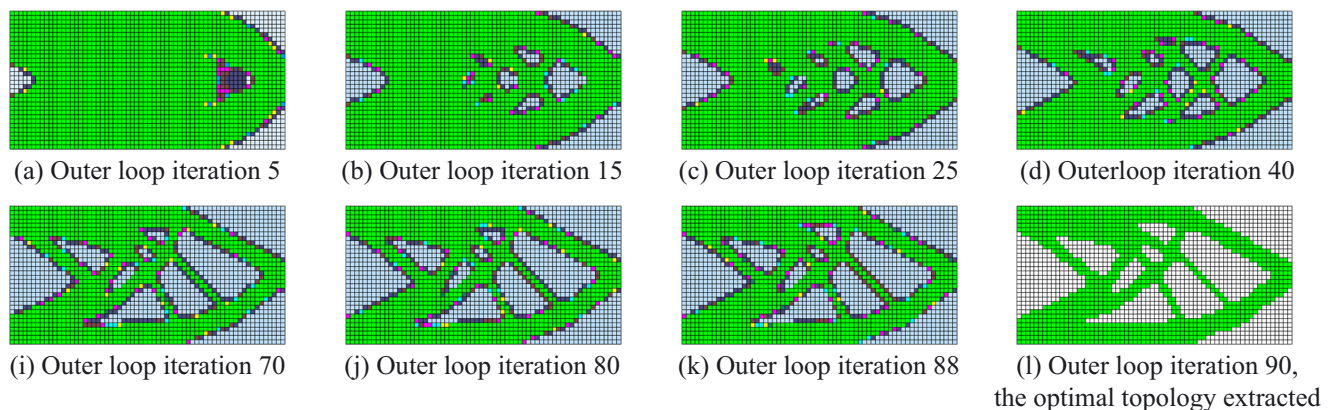 (a) Outer loop iteration 5
(b) Outer loop iteration 15
(c) Outer loop iteration 25
(d) Outerloop iteration 40
(i) Outer loop iteration 70
(j) Outer loop iteration 80
(k) Outer loop iteration 88
(l) Outer loop iteration 90,
the optimal topology extracted